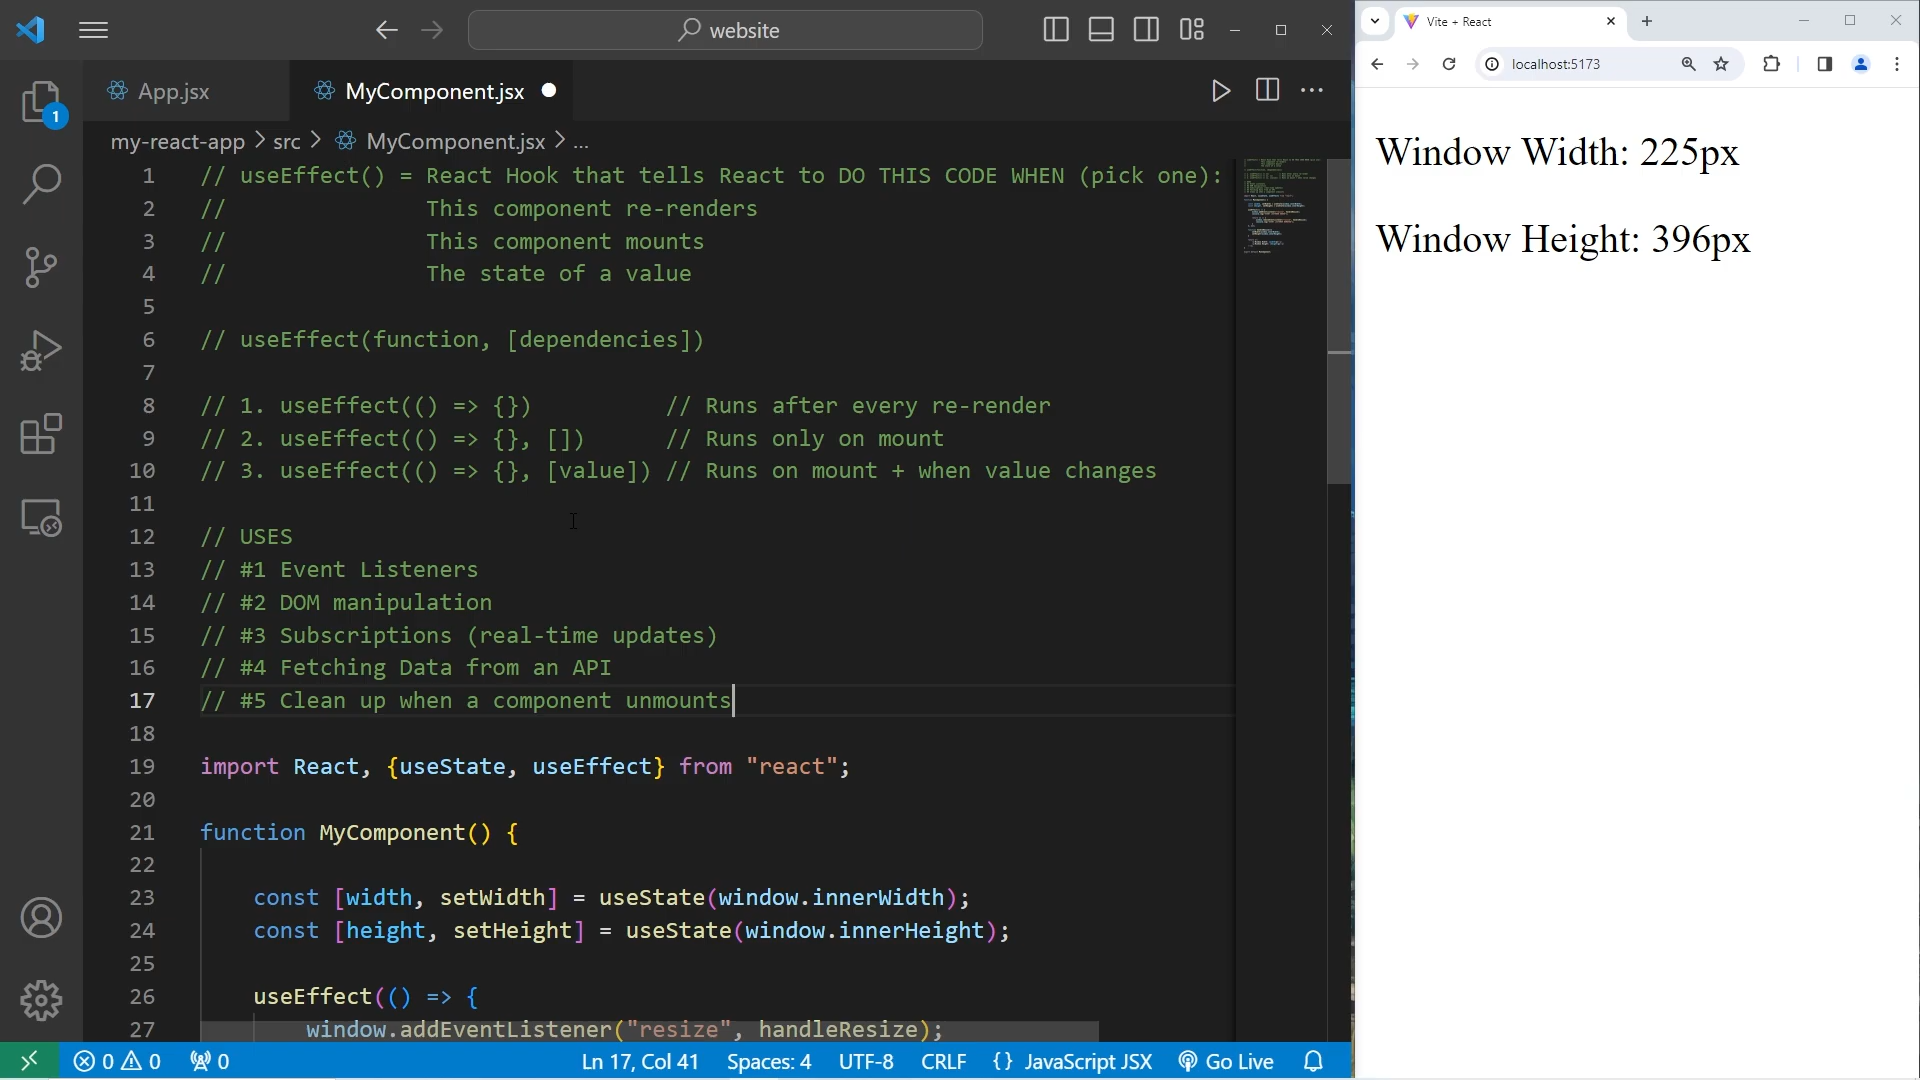 website
App.jsx
MyComponent.jsx
my-react-app > src > MyComponent.jsx > ...
1 // useEffect() = React Hook that tells React to DO THIS CODE WHEN (pick one):
2 // This component re-renders
3 // This component mounts
4 // The state of a value
5
6 // useEffect(function, [dependencies])
7
8 // 1. useEffect(() => {}) // Runs after every re-render
9 // 2. useEffect(() => {}, []) // Runs only on mount
10 // 3. useEffect(() => {}, [value]) // Runs on mount + when value changes
11
12 // USES
13 // #1 Event Listeners
14 // #2 DOM manipulation
15 // #3 Subscriptions (real-time updates)
16 // #4 Fetching Data from an API
17 // #5 Clean up when a component unmounts
18
19 import React, {useState, useEffect} from "react";
20
21 function MyComponent() {
22
23 const [width, setWidth] = useState(window.innerWidth);
24 const [height, setHeight] = useState(window.innerHeight);
25
26 useEffect(() => {
27 window.addEventListener("resize", handleResize);
1
0 0 0 Ln 17, Col 41 Spaces: 4 UTF-8 CRLF {} JavaScript JSX Go Live
Vite + React
localhost:5173
Window Width: 225px
Window Height: 396px